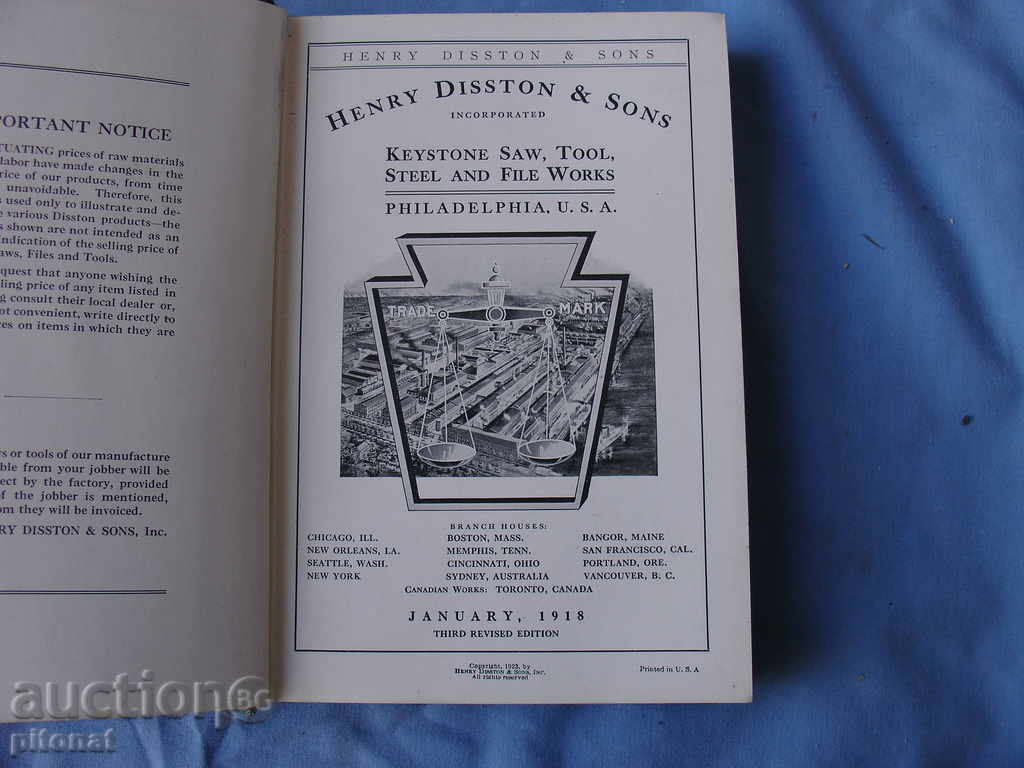 PORTANT NOTICE
TUATING prices of raw materials
labor have made changes in the
rice of our products, from time
unavoidable. Therefore, this
s used only to illustrate and de-
e various Disston products—the
s shown are not intended as an
indication of the selling price of
aws, Files and Tools.
quest that anyone wishing the
ling price of any item listed in
g consult their local dealer or,
ot convenient, write directly to
ces on items in which they are
s or tools of our manufacture
ble from your jobber will be
ect by the factory, provided
of the jobber is mentioned,
om they will be invoiced.
RY DISSTON & SONS, Inc.
HENRY DISSTON & SONS
HENRY DISSTON & SONS
INCORPORATED
KEYSTONE SAW, TOOL,
STEEL AND FILE WORKS
PHILADELPHIA, U. S. A.
TRADE MARK
BRANCH HOUSES:
CHICAGO, ILL. BOSTON, MASS. BANGOR, MAINE
NEW ORLEANS, LA. MEMPHIS, TENN. SAN FRANCISCO, CAL.
SEATTLE, WASH. CINCINNATI, OHIO PORTLAND, ORE.
NEW YORK SYDNEY, AUSTRALIA VANCOUVER, B. C.
CANADIAN WORKS: TORONTO, CANADA
JANUARY, 1918
THIRD REVISED EDITION
Copyright, 1923, by
HENRY DISSTON & SONS, INC.
All rights reserved
Printed in U. S. A
auction BG
pifonat